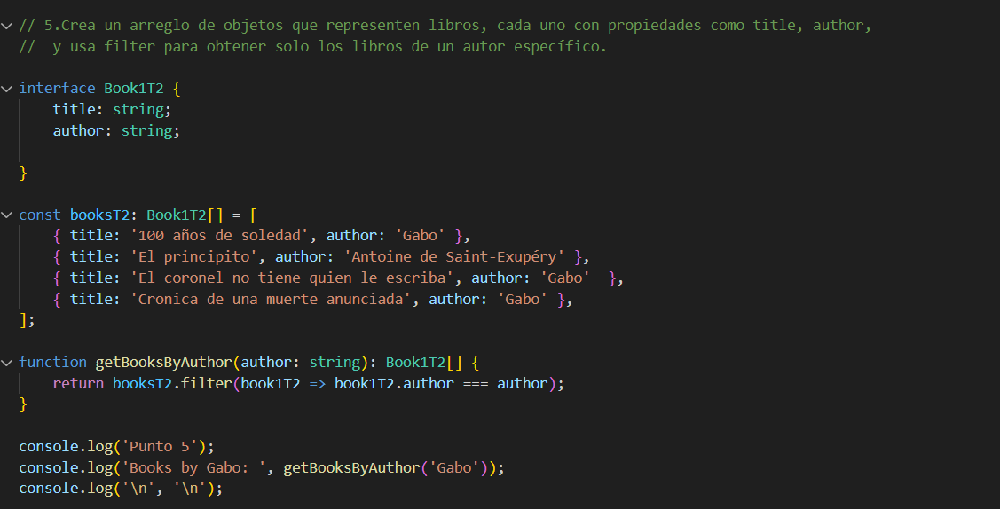 // 5.Crea un arreglo de objetos que representen libros, cada uno con propiedades como title, author,
//  y usa filter para obtener solo los libros de un autor específico.
interface Book1T2 {
    title: string;
    author: string;
}
const booksT2: Book1T2[] = [
    { title: '100 años de soledad', author: 'Gabo' },
    { title: 'El principito', author: 'Antoine de Saint-Exupéry' },
    { title: 'El coronel no tiene quien le escriba', author: 'Gabo'  },
    { title: 'Cronica de una muerte anunciada', author: 'Gabo' },
];
function getBooksByAuthor(author: string): Book1T2[] {
    return booksT2.filter(book1T2 => book1T2.author === author);
}
console.log('Punto 5');
console.log('Books by Gabo: ', getBooksByAuthor('Gabo'));
console.log('\n', '\n');